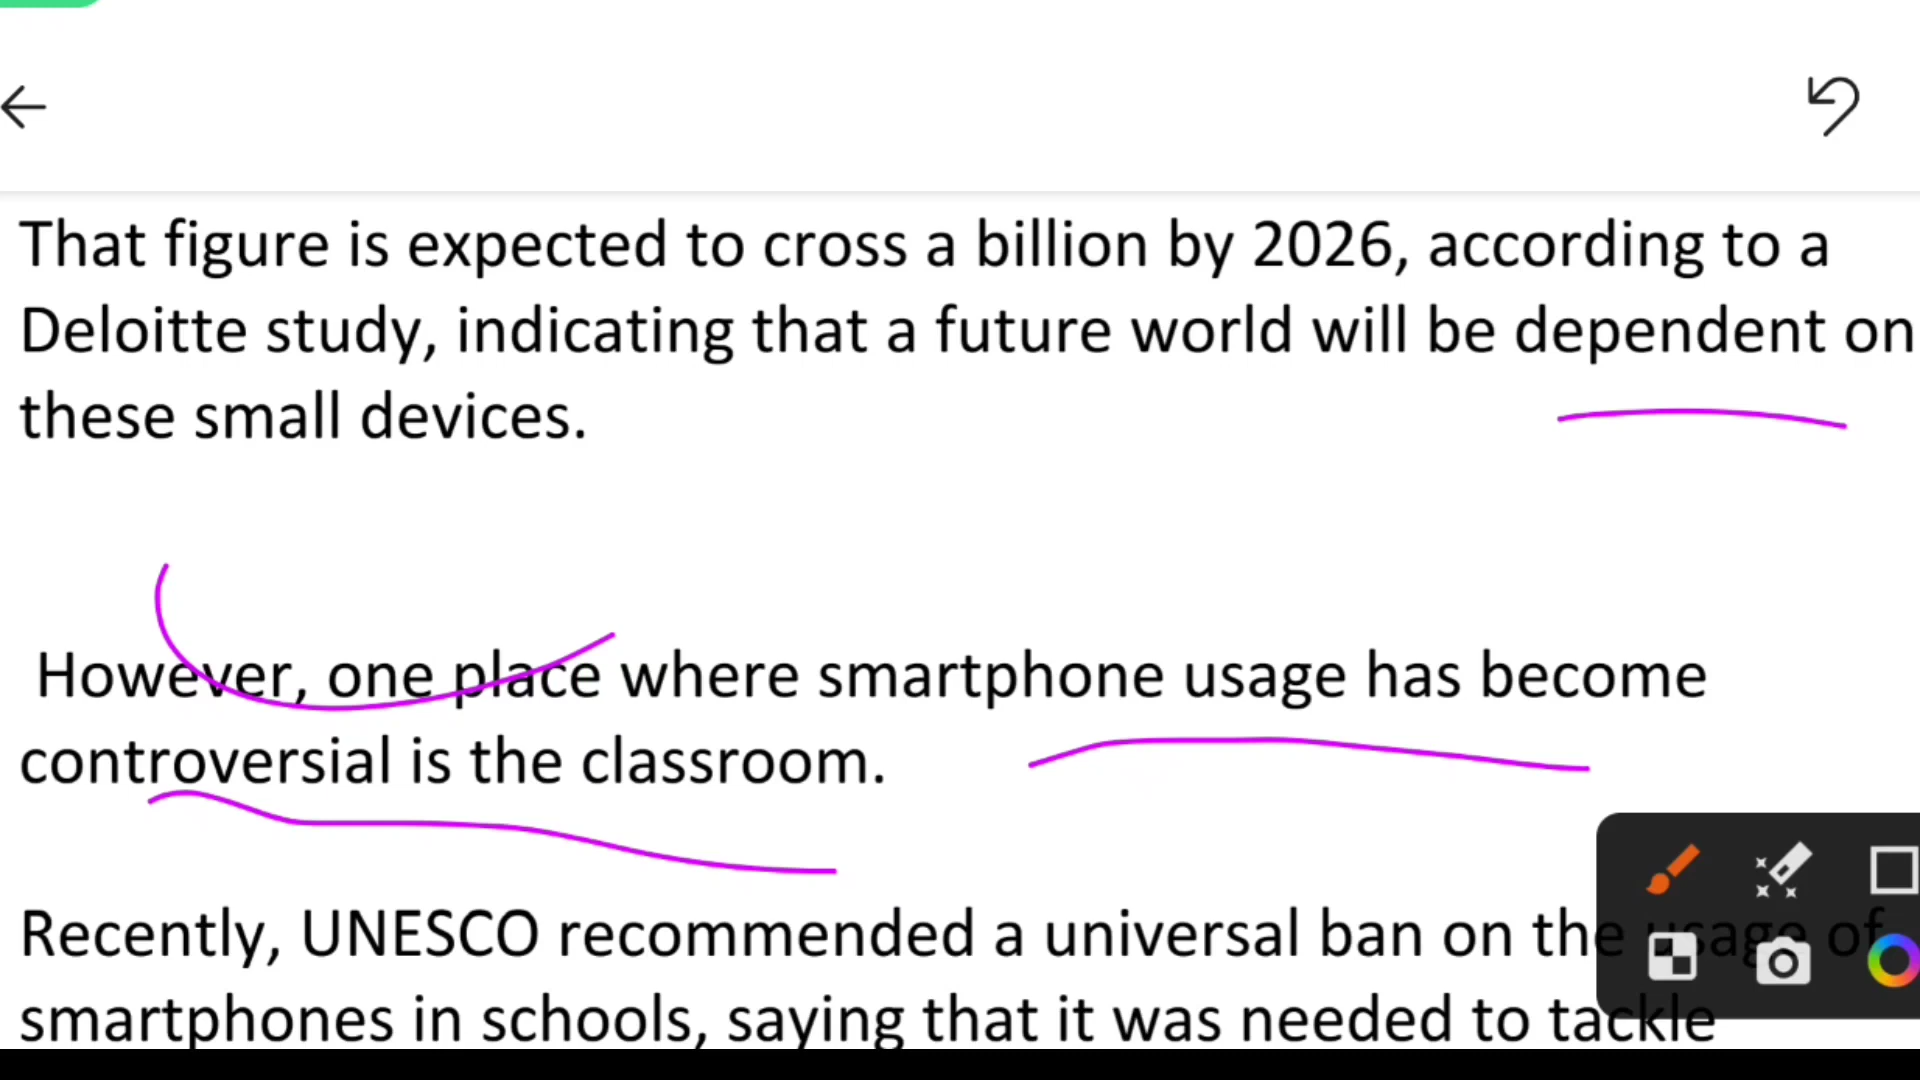 That figure is expected to cross a billion by 2026, according to a
Deloitte study, indicating that a future world will be dependent on
these small devices.
However, one place where smartphone usage has become
controversial is the classroom.
Recently, UNESCO recommended a universal ban on the usage of
smartphones in schools, saying that it was needed to tackle